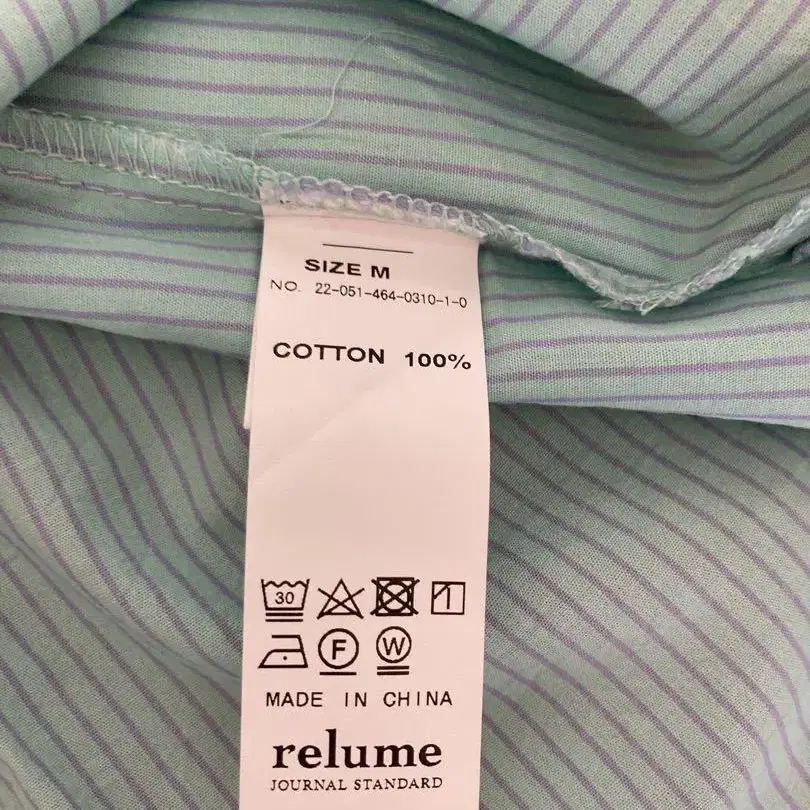 SIZE M
NO. 22-051-464-0310-1-0
COTTON 100%
30
F W
MADE IN CHINA
relume
JOURNAL STANDARD